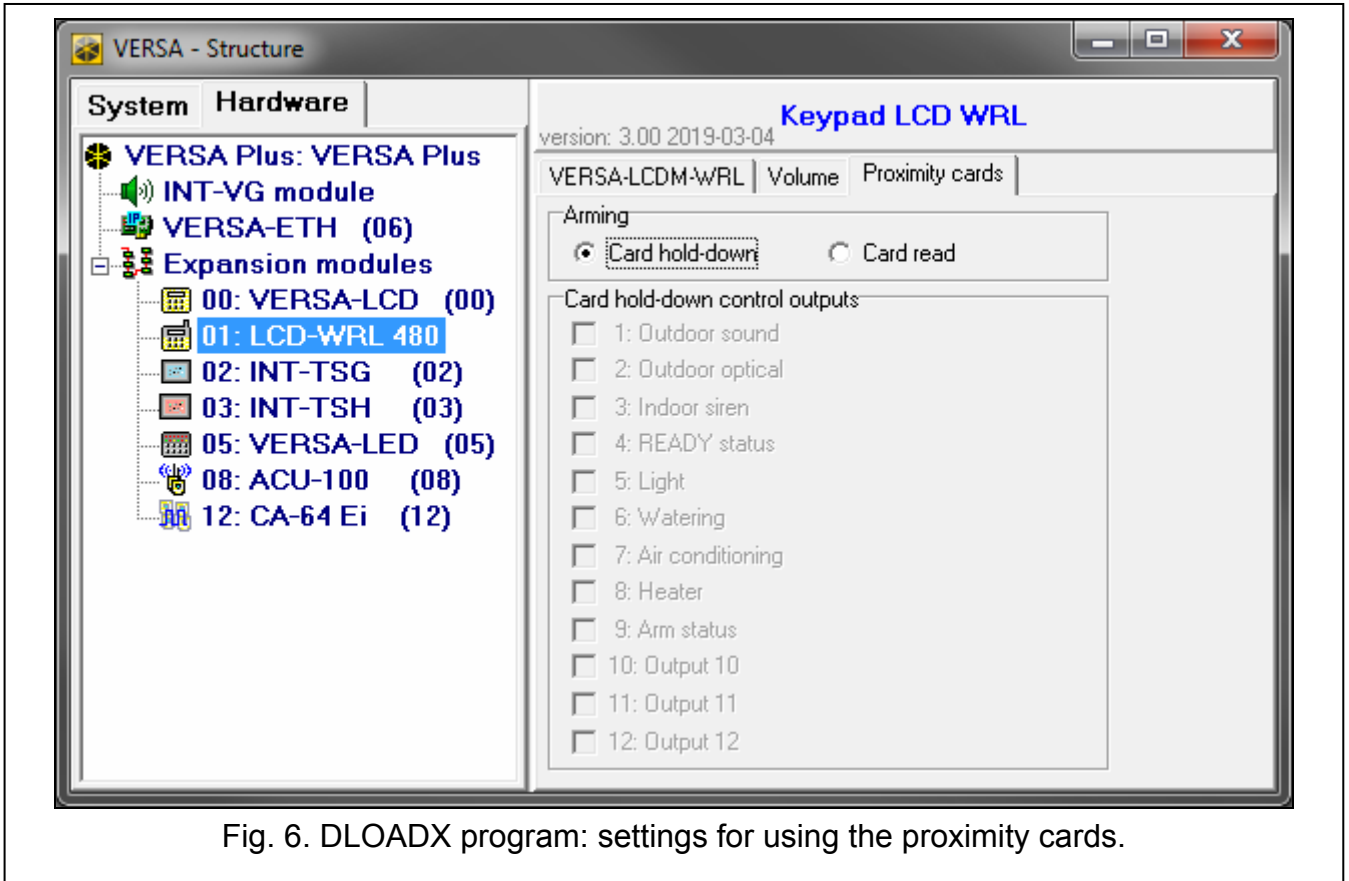 VERSA - Structure
System Hardware
VERSA Plus: VERSA Plus
INT-VG module
VERSA-ETH (06)
Expansion modules
00: VERSA-LCD (00)
01: LCD-WRL 480
02: INT-TSG (02)
03: INT-TSH (03)
05: VERSA-LED (05)
08: ACU-100 (08)
12: CA-64 Ei (12)
Keypad LCD WRL
version: 3.00 2019-03-04
VERSA-LCDM-WRL Volume Proximity cards
Arming
Card hold-down Card read
Card hold-down control outputs
1: Outdoor sound
2: Outdoor optical
3: Indoor siren
4: READY status
5: Light
6: Watering
7: Air conditioning
8: Heater
9: Arm status
10: Output 10
11: Output 11
12: Output 12
Fig. 6. DLOADX program: settings for using the proximity cards.